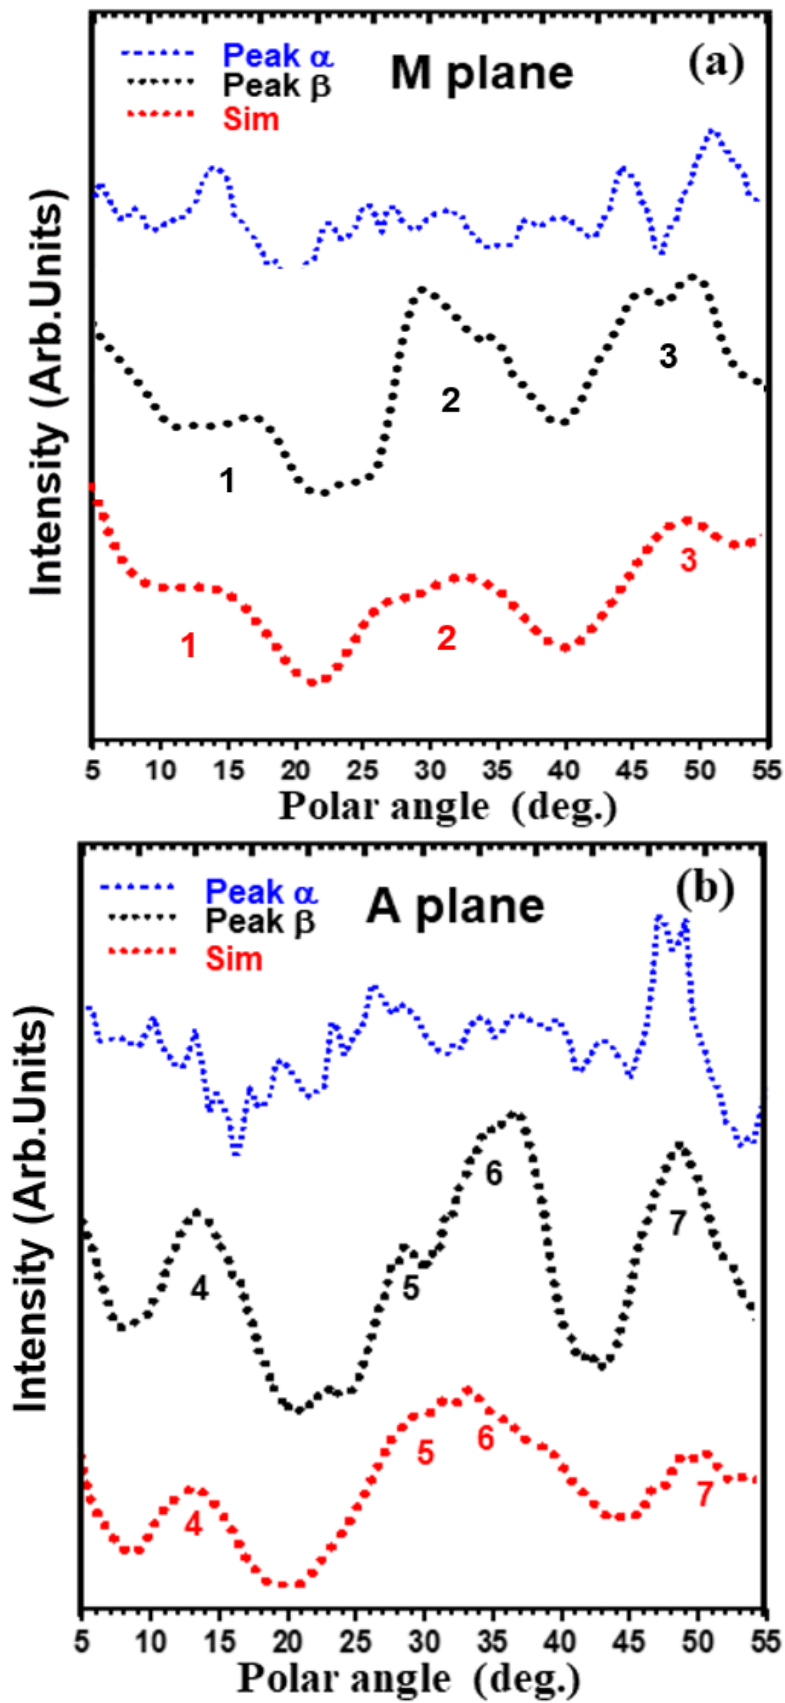 (a)
Peak α
M plane
Peak β
Sim
Intensity (Arb.Units)
3
2
1
3
2
1
5 10 15 20 25 30 35 40 45 50 55
Polar angle (deg.)
(b)
Peak α
A plane
Peak β
Sim
Intensity (Arb.Units)
6
7
4
5
6
5
7
4
5 10 15 20 25 30 35 40 45 50 55
Polar angle (deg.)